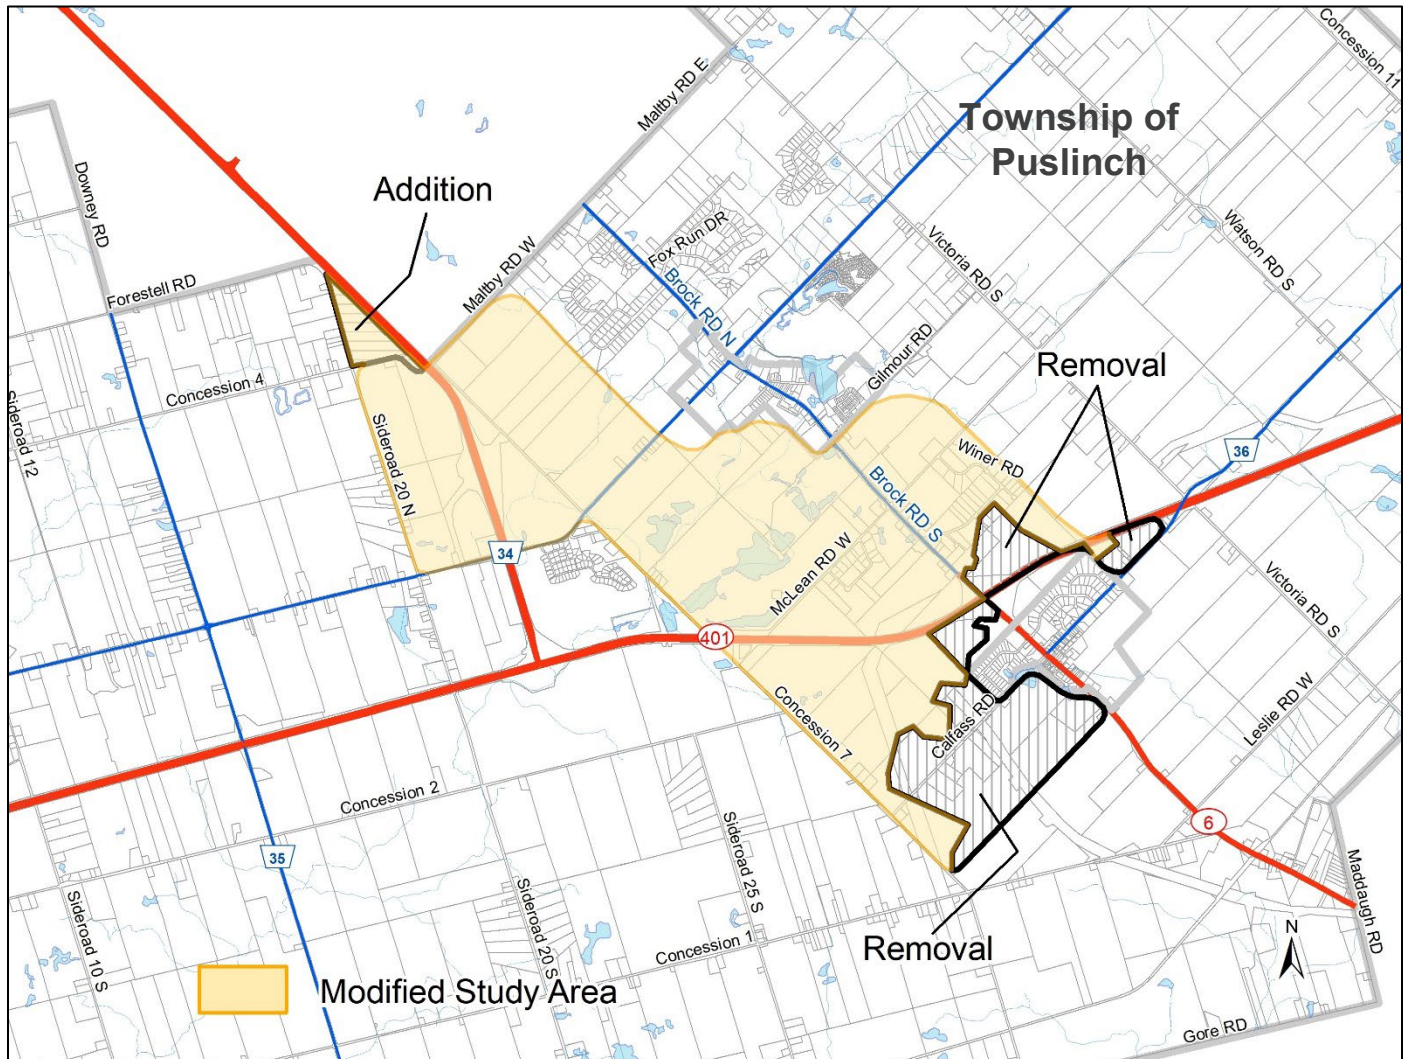 Concession 11
Maltby RD E
Township of
Puslinch
Downey RD
Addition
Watson RD S
Fox Run DR
Victoria RD S
Maltby RD W
Forestell RD
Brock RD N
Gilmour RD
Removal
Concession 4
Sideroad 12
Sideroad 20 N
Winer RD
36
Brock RD S
34
McLean RD W
Victoria RD S
401
Concession 7
Calfass RD
Leslie RD W
Concession 2
6
35
Sideroad 25 S
Maddaugh RD
Sideroad 10 S
Sideroad 20 S
Concession 1
Removal
N
Modified Study Area
Gore RD